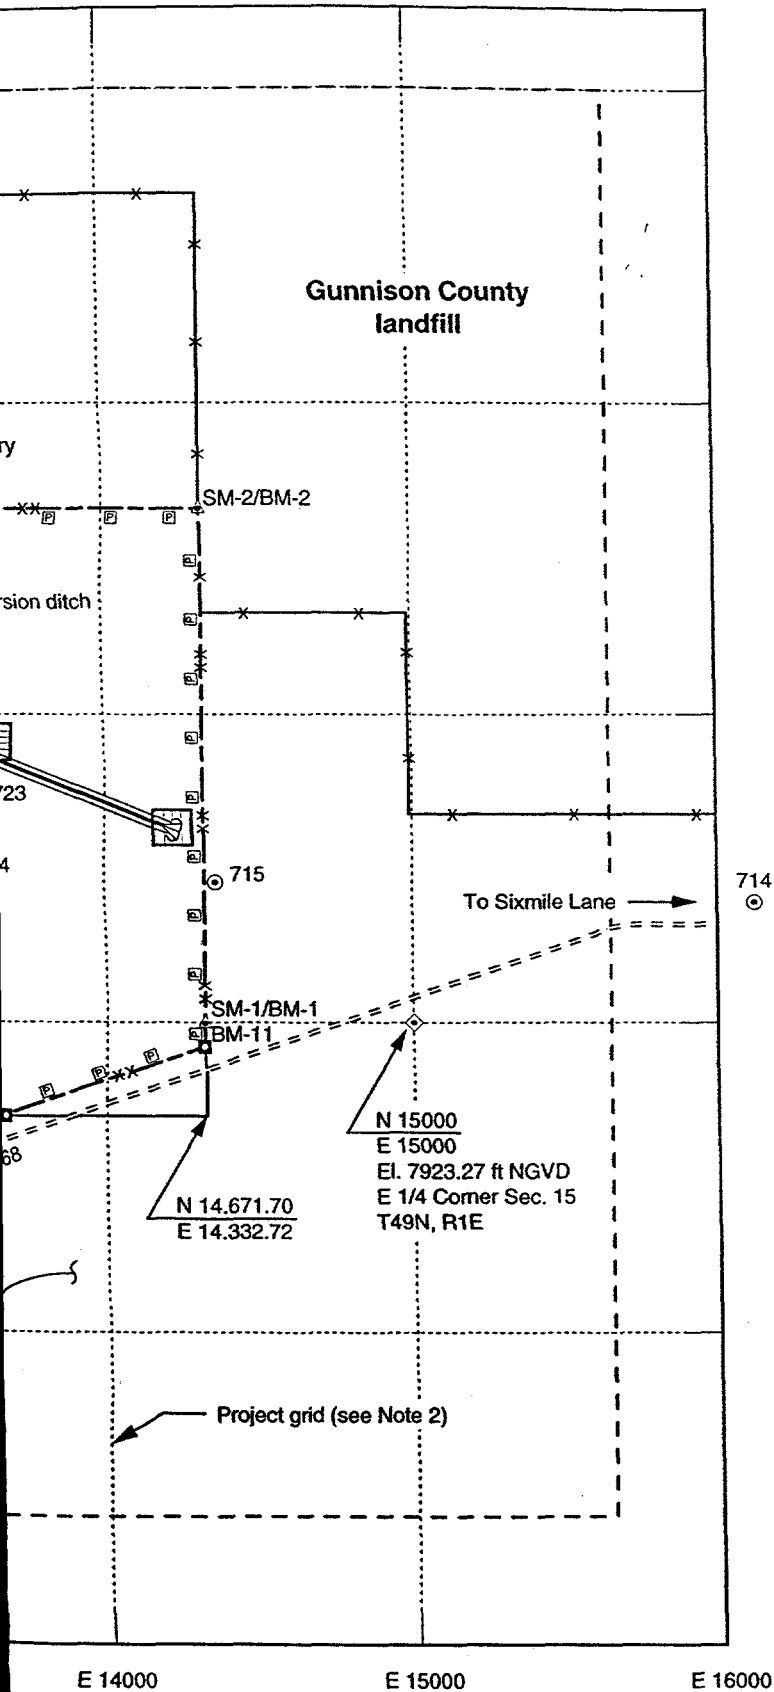 Gunnison County
landfill
ry
SM-2/BM-2
P P P
P
rsion ditch
P
P
P
723
P
4
P
715
714
To Sixmile Lane
P
P
SM-1/BM-1
P BM-11
P P P
N 15000
E 15000
El. 7923.27 ft NGVD
E 1/4 Corner Sec. 15
T49N, R1E
68
N 14.671.70
E 14.332.72
Project grid (see Note 2)
E 14000 E 15000 E 16000